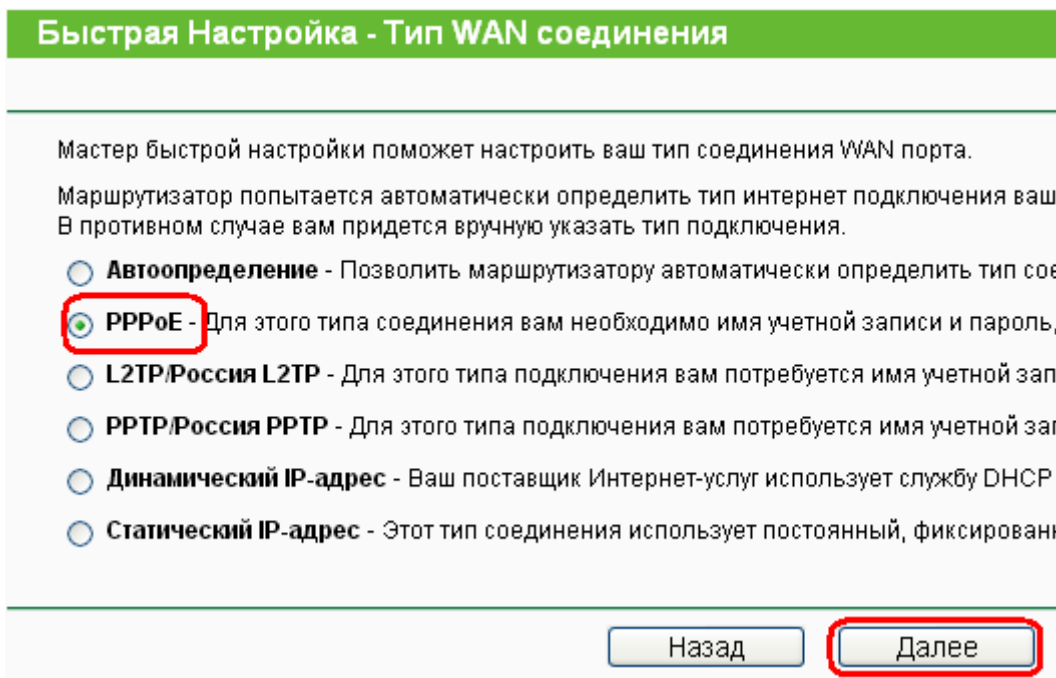 Быстрая Настройка - Тип WAN соединения
Мастер быстрой настройки поможет настроить ваш тип соединения WAN порта.
Маршрутизатор попытается автоматически определить тип интернет подключения ваш
В противном случае вам придется вручную указать тип подключения.
Автоопределение - Позволить маршрутизатору автоматически определить тип сое
PPPoE - Для этого типа соединения вам необходимо имя учетной записи и пароль,
L2TP/Россия L2TP - Для этого типа подключения вам потребуется имя учетной зап
PPTP/Россия PPTP - Для этого типа подключения вам потребуется имя учетной зап
Динамический IP-адрес - Ваш поставщик Интернет-услуг использует службу DHCP
Статический IP-адрес - Этот тип соединения использует постоянный, фиксированн
Назад Далее